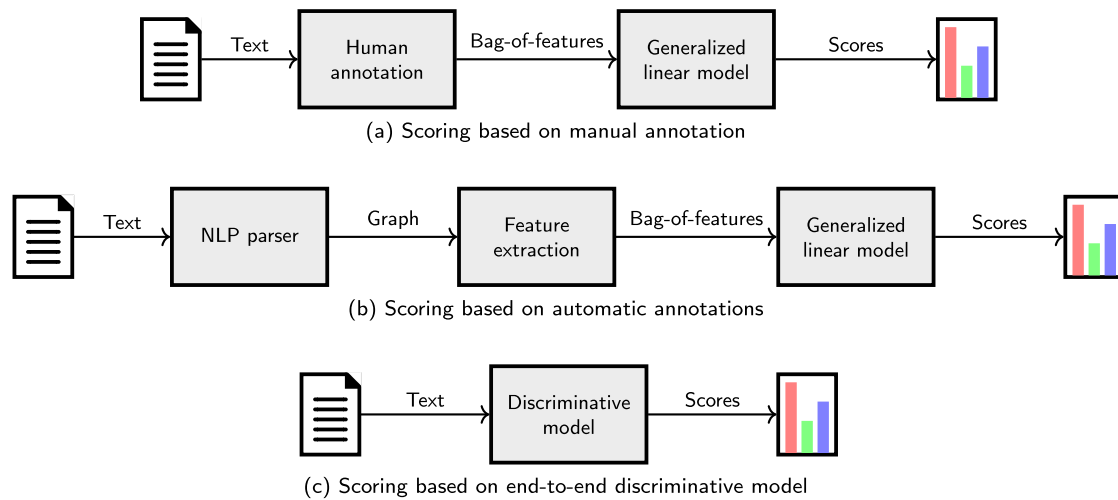 Text
Human
annotation
Bag-of-features
Generalized
linear model
Scores
(a) Scoring based on manual annotation
Text
NLP parser
Graph
Feature
extraction
Bag-of-features
Generalized
linear model
Scores
(b) Scoring based on automatic annotations
Text
Discriminative
model
Scores
(c) Scoring based on end-to-end discriminative model